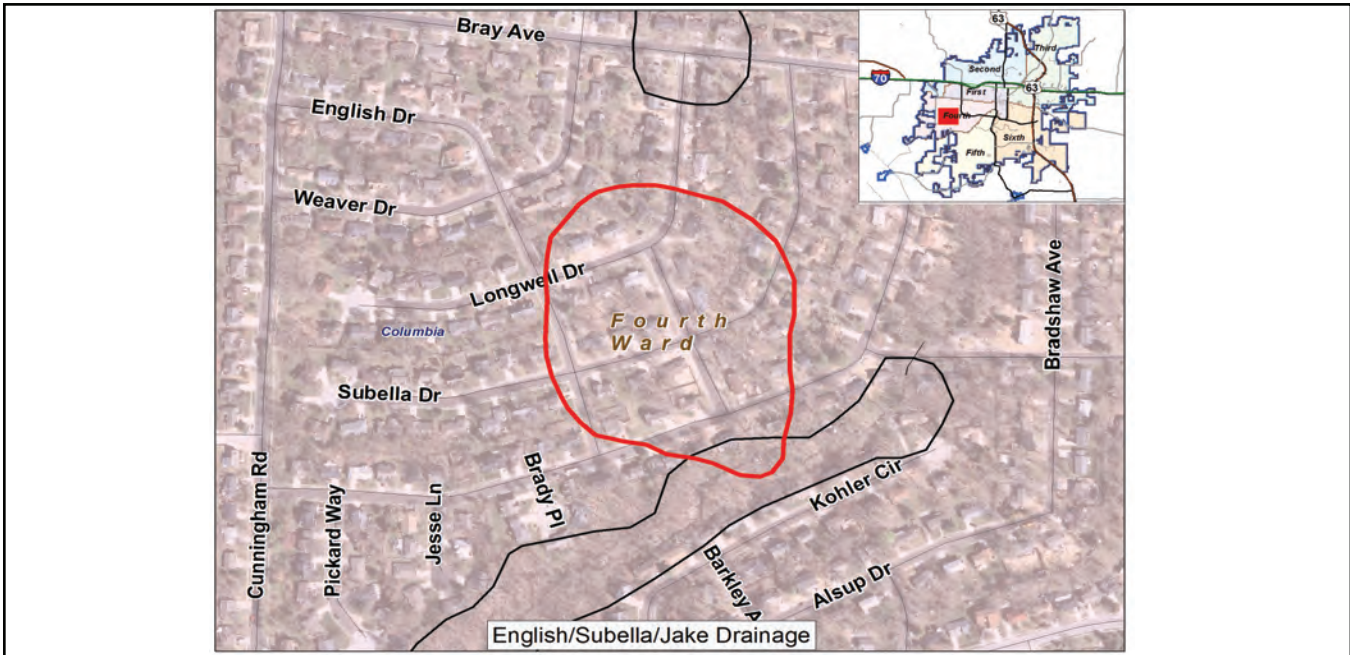 Bray Ave
English Dr
Weaver Dr
Longwell Dr
Columbia
Fourth
Ward
Subella Dr
Bradshaw Ave
Cunningham Rd
Pickard Way
Jesse Ln
Brady Pl
Kohler Cir
Barkley A
Alsup Dr
English/Subella/Jake Drainage
63
Third
Second
70
63
First
Fourth
Sixth
Fifth